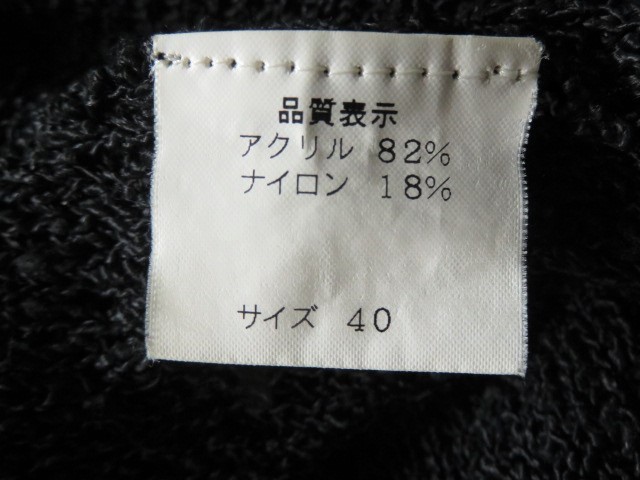 品質表示
アクリル 82%
ナイロン 18%
サイズ 40